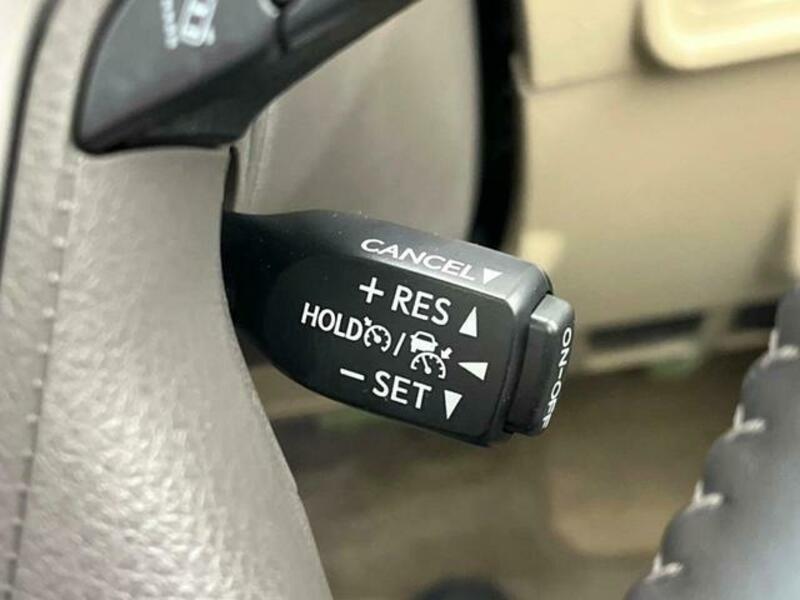 CANCEL▼
+ RES ▲
HOLD / ◀
− SET ▼
ON-OFF